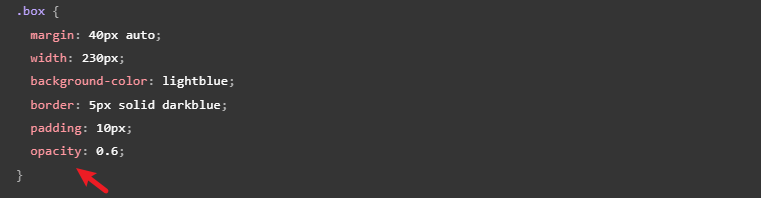 .box {
margin: 40px auto;
width: 230px;
background-color: lightblue;
border: 5px solid darkblue;
padding: 10px;
opacity: 0.6;
}